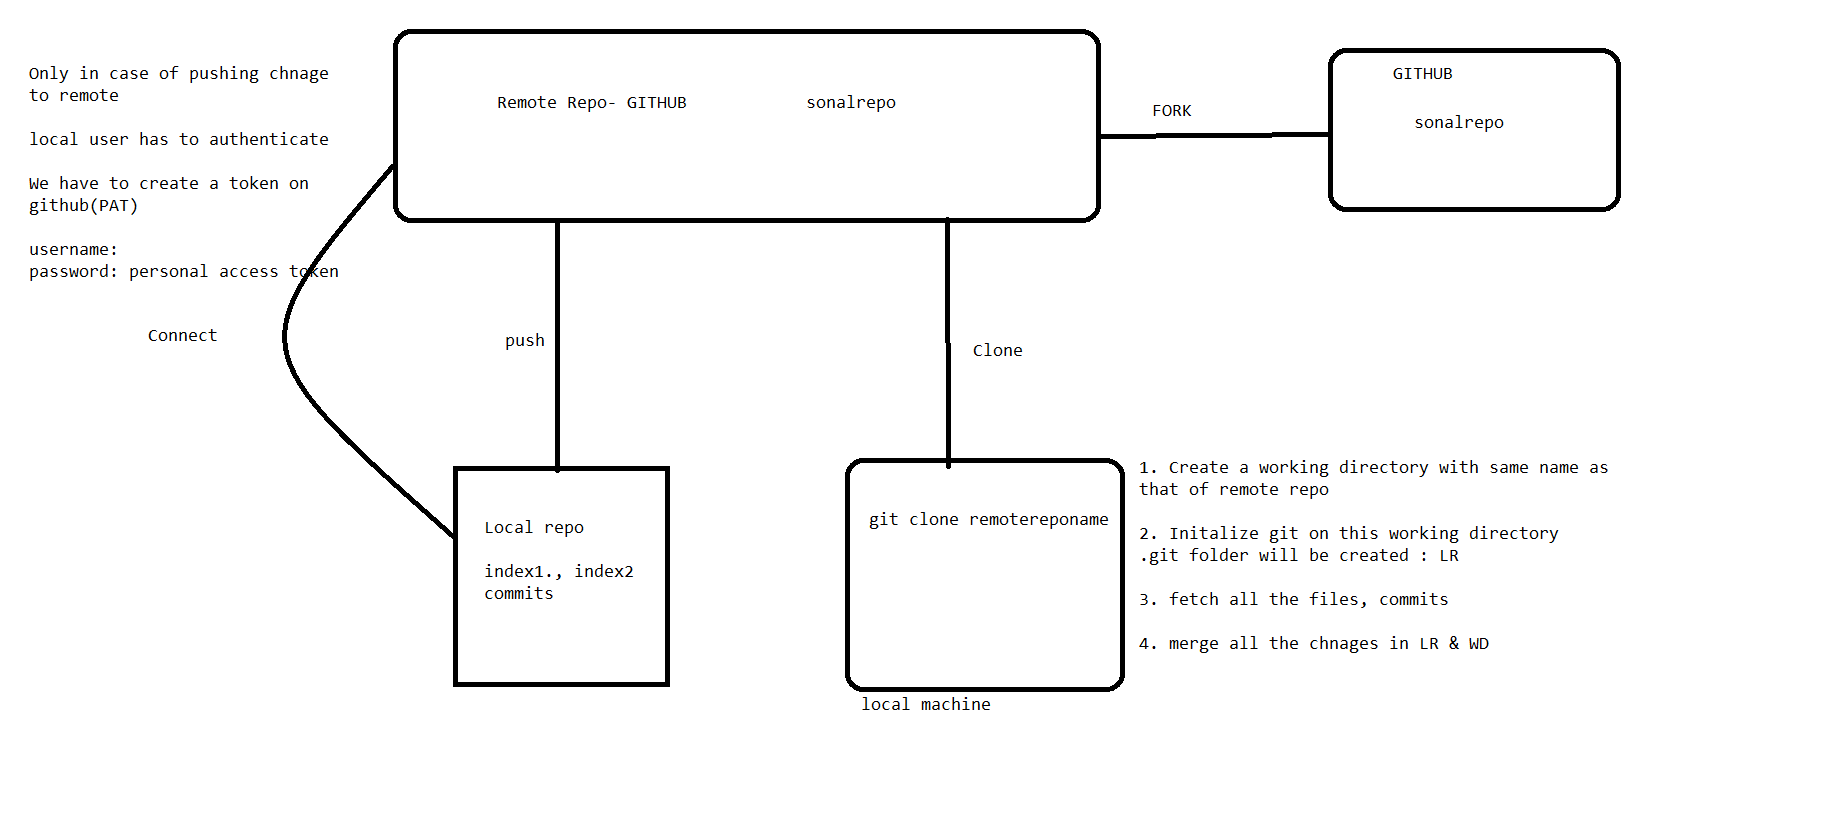 Only in case of pushing chnage
to remote
local user has to authenticate
We have to create a token on
github(PAT)
username:
password: personal access token
Connect
Remote Repo- GITHUB
sonalrepo
FORK
GITHUB
sonalrepo
push
Clone
Local repo
index1., index2
commits
git clone remotereponame
local machine
1. Create a working directory with same name as
that of remote repo
2. Initalize git on this working directory
.git folder will be created : LR
3. fetch all the files, commits
4. merge all the chnages in LR & WD